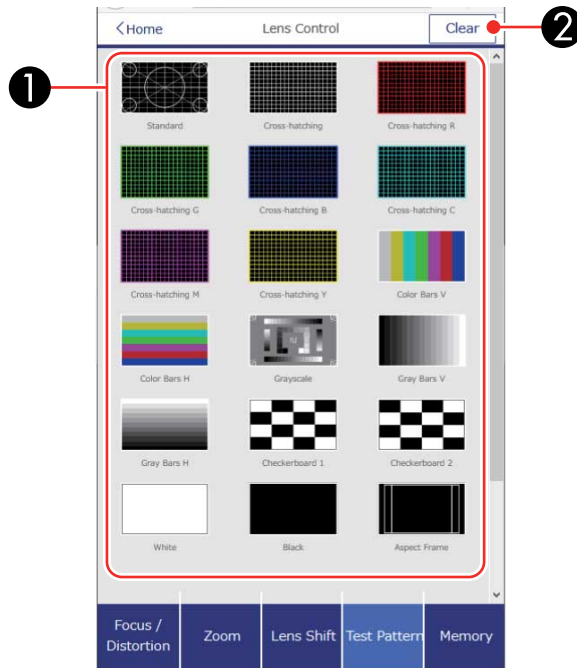 <Home Lens Control Clear
2
1
Standard Cross-hatching Cross-hatching R
Cross-hatching G Cross-hatching B Cross-hatching C
Cross-hatching M Cross-hatching Y Color Bars V
Color Bars H Grayscale Gray Bars V
Gray Bars H Checkerboard 1 Checkerboard 2
White Black Aspect Frame
Focus /
Distortion Zoom Lens Shift Test Pattern Memory